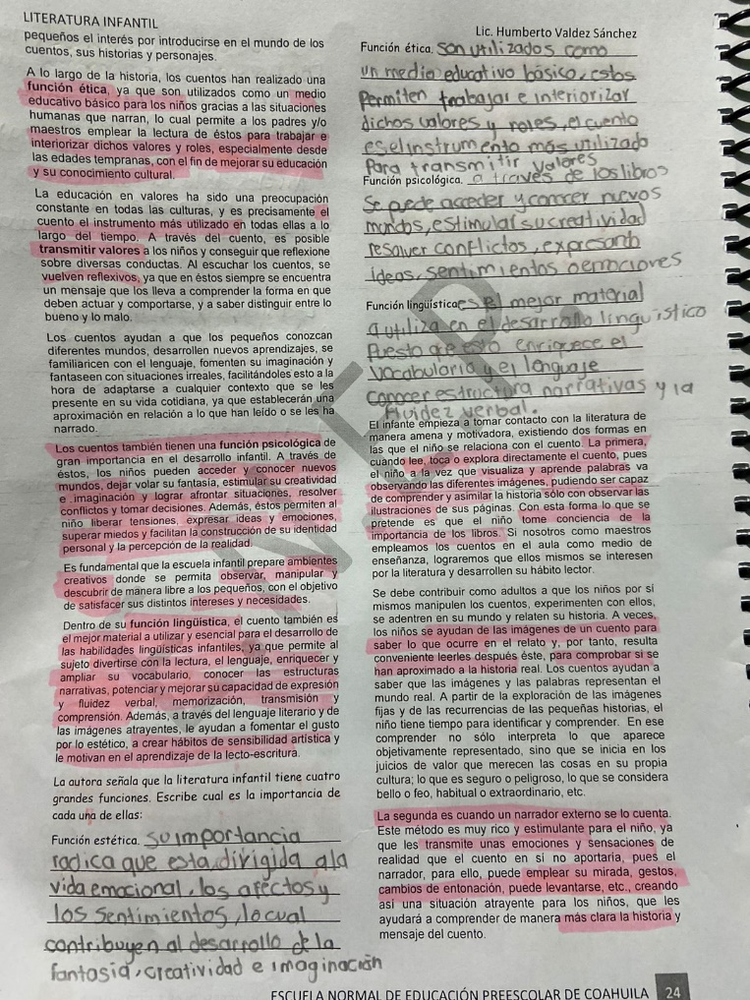 LITERATURA INFANTIL
pequeños el interés por introducirse en el mundo de los
cuentos, sus historias y personajes.
A lo largo de la historia, los cuentos han realizado una
función ética, ya que son utilizados como un medio
educativo básico para los niños gracias a las situaciones
humanas que narran, lo cual permite a los padres y/o
maestros emplear la lectura de éstos para trabajar e
interiorizar dichos valores y roles, especialmente desde
las edades tempranas, con el fin de mejorar su educación
y su conocimiento cultural.
La educación en valores ha sido una preocupación
constante en todas las culturas, y es precisamente el
cuento el instrumento más utilizado en todas ellas a lo
largo del tiempo. A través del cuento, es posible
transmitir valores a los niños y conseguir que reflexione
sobre diversas conductas. Al escuchar los cuentos, se
vuelven reflexivos, ya que en éstos siempre se encuentra
un mensaje que los lleva a comprender la forma en que
deben actuar y comportarse, y a saber distinguir entre lo
bueno y lo malo.
Los cuentos ayudan a que los pequeños conozcan
diferentes mundos, desarrollen nuevos aprendizajes, se
familiaricen con el lenguaje, fomenten su imaginación y
fantaseen con situaciones irreales, facilitándoles esto a la
hora de adaptarse a cualquier contexto que se les
presente en su vida cotidiana, ya que establecerán una
aproximación en relación a lo que han leído o se les ha
narrado.
Los cuentos también tienen una función psicológica de
gran importancia en el desarrollo infantil. A través de
éstos, los niños pueden acceder y conocer nuevos
mundos, dejar volar su fantasía, estimular su creatividad
e imaginación y lograr afrontar situaciones, resolver
conflictos y tomar decisiones. Además, éstos permiten al
niño liberar tensiones, expresar ideas y emociones,
superar miedos y facilitan la construcción de su identidad
personal y la percepción de la realidad.
Es fundamental que la escuela infantil prepare ambientes
creativos donde se permita observar, manipular y
descubrir de manera libre a los pequeños, con el objetivo
de satisfacer sus distintos intereses y necesidades.
Dentro de su función lingüística, el cuento también es
el mejor material a utilizar y esencial para el desarrollo de
las habilidades lingüísticas infantiles, ya que permite al
sujeto divertirse con la lectura, el lenguaje, enriquecer y
ampliar su vocabulario, conocer las estructuras
narrativas, potenciar y mejorar su capacidad de expresión
y fluidez verbal, memorización, transmisión y
comprensión. Además, a través del lenguaje literario y de
las imágenes atrayentes, le ayudan a fomentar el gusto
por lo estético, a crear hábitos de sensibilidad artística y
le motivan en el aprendizaje de la lecto-escritura.
La autora señala que la literatura infantil tiene cuatro
grandes funciones. Escribe cual es la importancia de
cada una de ellas:
Función estética. su importancia
radica que esta dirigida a la
vida emocional, los afectos y
los sentimientos, lo cual
contribuyen al desarrollo de la
fantasia, creatividad e imaginación
Lic. Humberto Valdez Sánchez
Función ética. son utilizados como
un medio educativo básico, estos
permiten trabajar e interiorizar
dichos valores y roles, el cuento
es el instrumento más utilizado
para transmitir valores
Función psicológica. a través de los libros
se puede acceder y conocer nuevos
mundos, estimular su creatividad
resolver conflictos, expresando
ideas, sentimientos o emociones
Función lingüística es el mejor material
a utiliza en el desarrollo linguistico
puesto que esto enriquece el
vocabulario y el lenguaje
conocer estructura narrativas y la
fluidez verbal.
El infante empieza a tomar contacto con la literatura de
manera amena y motivadora, existiendo dos formas en
las que el niño se relaciona con el cuento. La primera,
cuando lee, toca o explora directamente el cuento, pues
el niño a la vez que visualiza y aprende palabras va
observando las diferentes imágenes, pudiendo ser capaz
de comprender y asimilar la historia sólo con observar las
ilustraciones de sus páginas. Con esta forma lo que se
pretende es que el niño tome conciencia de la
importancia de los libros. Si nosotros como maestros
empleamos los cuentos en el aula como medio de
enseñanza, lograremos que ellos mismos se interesen
por la literatura y desarrollen su hábito lector.
Se debe contribuir como adultos a que los niños por sí
mismos manipulen los cuentos, experimenten con ellos,
se adentren en su mundo y relaten su historia. A veces,
los niños se ayudan de las imágenes de un cuento para
saber lo que ocurre en el relato y, por tanto, resulta
conveniente leerles después éste, para comprobar si se
han aproximado a la historia real. Los cuentos ayudan a
saber que las imágenes y las palabras representan el
mundo real. A partir de la exploración de las imágenes
fijas y de las recurrencias de las pequeñas historias, el
niño tiene tiempo para identificar y comprender. En ese
comprender no sólo interpreta lo que aparece
objetivamente representado, sino que se inicia en los
juicios de valor que merecen las cosas en su propia
cultura; lo que es seguro o peligroso, lo que se considera
bello o feo, habitual o extraordinario, etc.
La segunda es cuando un narrador externo se lo cuenta.
Este método es muy rico y estimulante para el niño, ya
que les transmite unas emociones y sensaciones de
realidad que el cuento en sí no aportaría, pues el
narrador, para ello, puede emplear su mirada, gestos,
cambios de entonación, puede levantarse, etc., creando
así una situación atrayente para los niños, que les
ayudará a comprender de manera más clara la historia y
mensaje del cuento.
ESCUELA NORMAL DE EDUCACIÓN PREESCOLAR DE COAHUILA 24